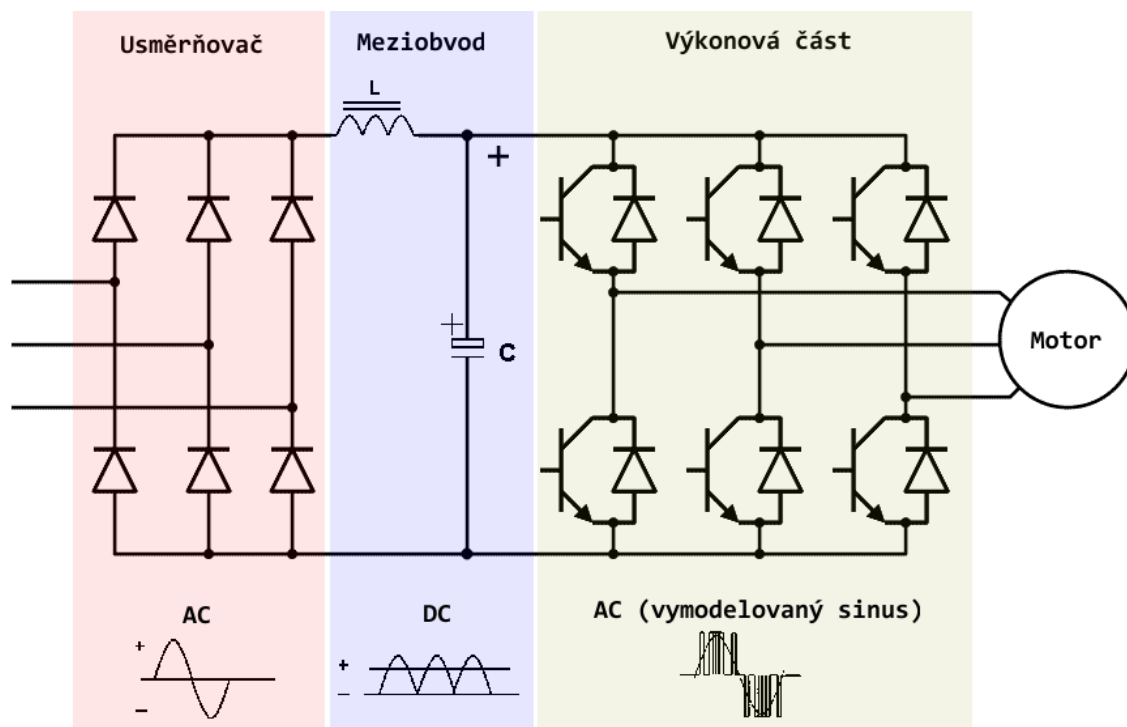 Usměrňovač
Meziobvod
Výkonová část
L
+
+
C
Motor
AC
DC
AC (vymodelovaný sinus)
+
−
+
−